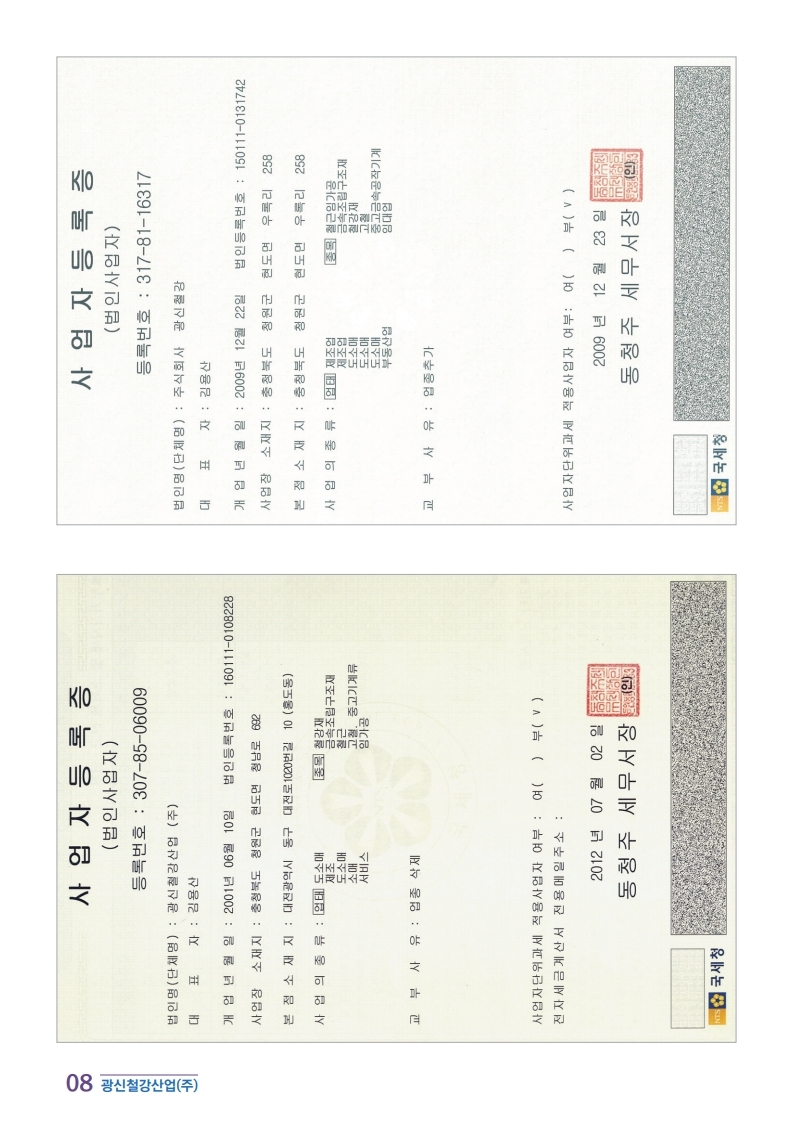 사 업 자 등 록 증
(법인사업자)
등록번호 : 317-81-16317
법인명(단체명) : 주식회사 광신철강
대 표 자 : 김용산
개 업 년 월 일 : 2009년 12월 22일 법인등록번호 : 150111-0131742
사업장 소재지 : 충청북도 청원군 현도면 우록리 258
본 점 소 재 지 : 충청북도 청원군 현도면 우록리 258
사 업 의 종 류 : 업태 제조업 종목 철근임가공
제조업 금속조립구조재
도소매 철강재
도소매 고철
도소매 중고금속공작기계
부동산업 임대업
교 부 사 유 : 업종추가
사업자단위과세 적용사업자 여부: 여( ) 부( v )
2009 년 12 월 23 일
동청주 세무서장
(인)
NTS 국세청
사 업 자 등 록 증
(법인사업자)
등록번호 : 307-85-06009
법인명(단체명) : 광신철강산업 (주)
대 표 자 : 김용산
개 업 년 월 일 : 2001년 06월 10일 법인등록번호 : 160111-0108228
사업장 소재지 : 충청북도 청원군 현도면 청남로 692
본 점 소 재 지 : 대전광역시 동구 대전로1020번길 10 (홍도동)
사 업 의 종 류 : 업태 도소매 종목 철강재
제조 금속조립구조재
도소매 철근
소매 고철, 중고기계류
서비스 임가공
교 부 사 유 : 업종 삭제
사업자단위과세 적용사업자 여부 : 여( ) 부( v )
전자세금계산서 전용메일주소 :
2012 년 07 월 02 일
동청주 세무서장
(인)
NTS 국세청
08 광신철강산업(주)